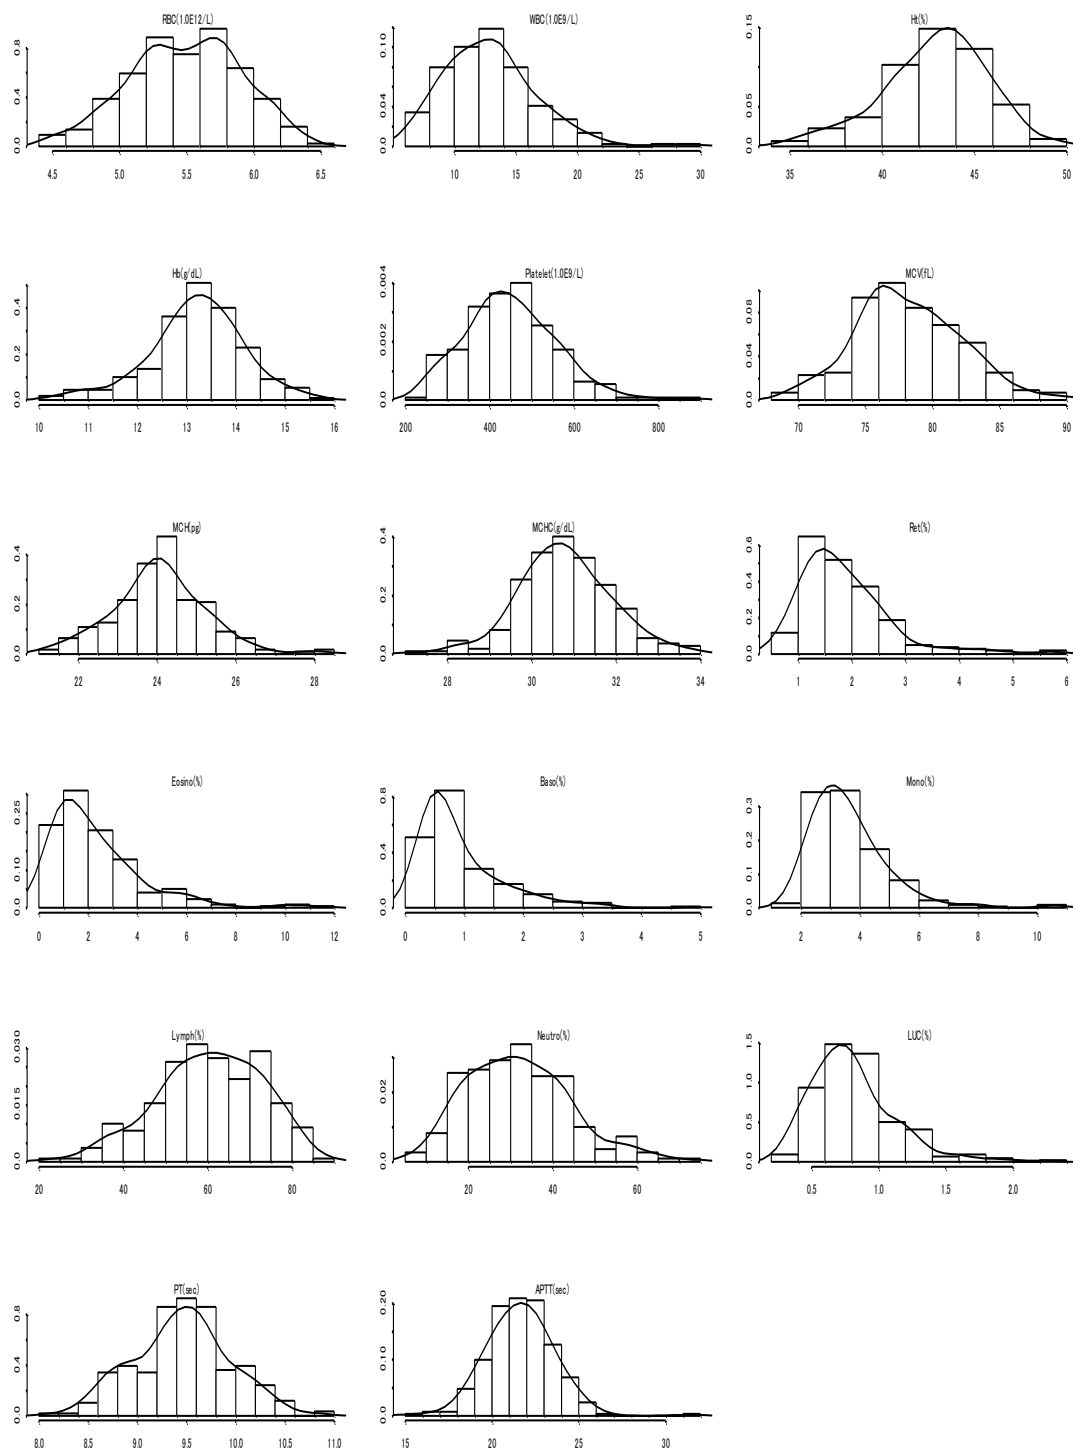 RBC(1.0E12/L)
0.0 0.4 0.8
4.5 5.0 5.5 6.0 6.5
WBC(1.0E9/L)
0.0 0.04 0.10
10 15 20 25 30
Ht(%)
0.0 0.05 0.15
35 40 45 50
Hb(g/dL)
0.0 0.2 0.4
10 11 12 13 14 15 16
Platelet(1.0E9/L)
0.0 0.002 0.004
200 400 600 800
MCV(fL)
0.0 0.04 0.08
70 75 80 85 90
MCH(pg)
0.0 0.2 0.4
22 24 26 28
MCHC(g/dL)
0.0 0.2 0.4
28 30 32 34
Ret(%)
0.0 0.2 0.4 0.6
1 2 3 4 5 6
Eosino(%)
0.0 0.10 0.25
0 2 4 6 8 10 12
Baso(%)
0.0 0.4 0.8
0 1 2 3 4 5
Mono(%)
0.0 0.1 0.2 0.3
2 4 6 8 10
Lymph(%)
0.0 0.015 0.030
20 40 60 80
Neutro(%)
0.0 0.02
20 40 60
LUC(%)
0.0 0.5 1.0 1.5
0.5 1.0 1.5 2.0
PT(sec)
0.0 0.4 0.8
8.0 8.5 9.0 9.5 10.0 10.5 11.0
APTT(sec)
0.0 0.10 0.20
15 20 25 30